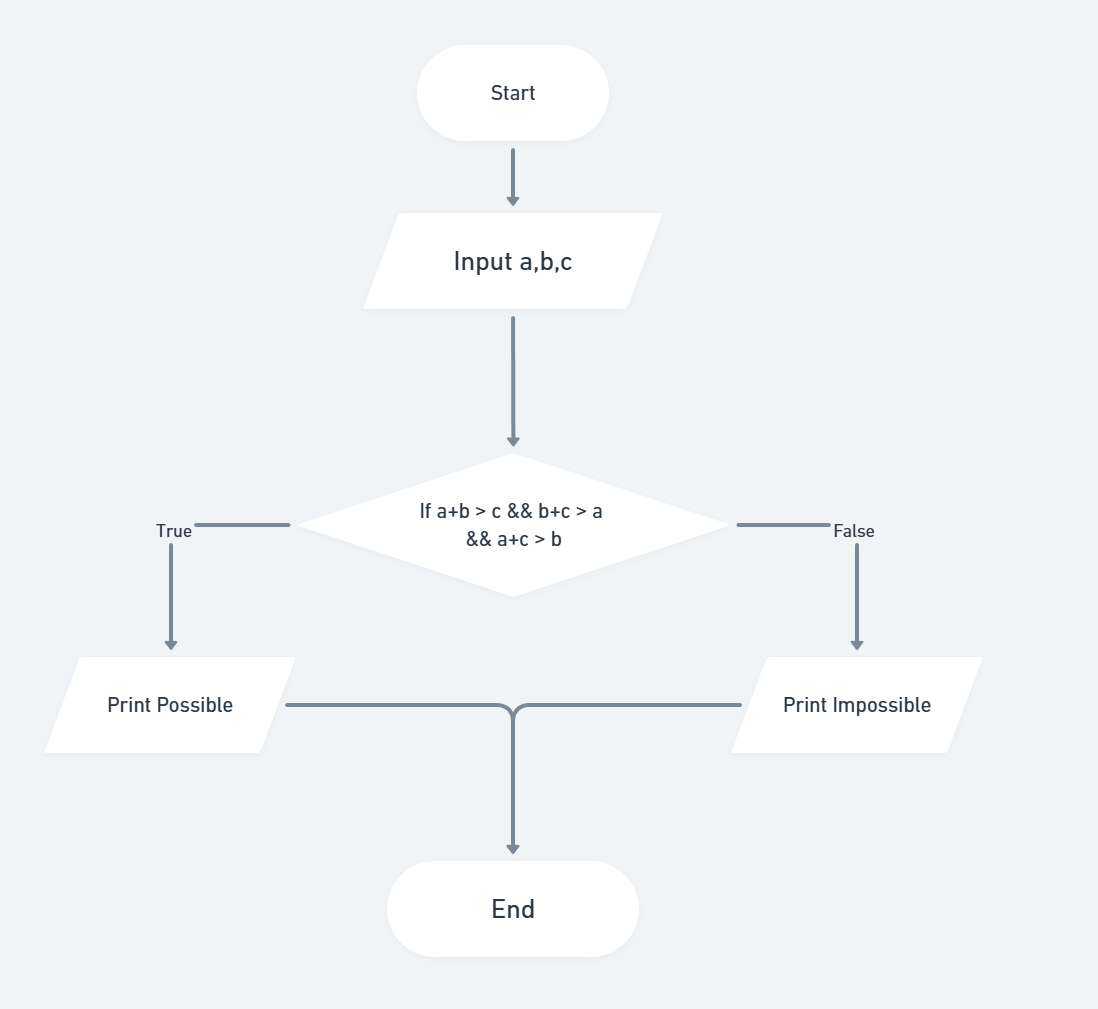 Start
Input a,b,c
If a+b > c && b+c > a
&& a+c > b
True
False
Print Possible
Print Impossible
End